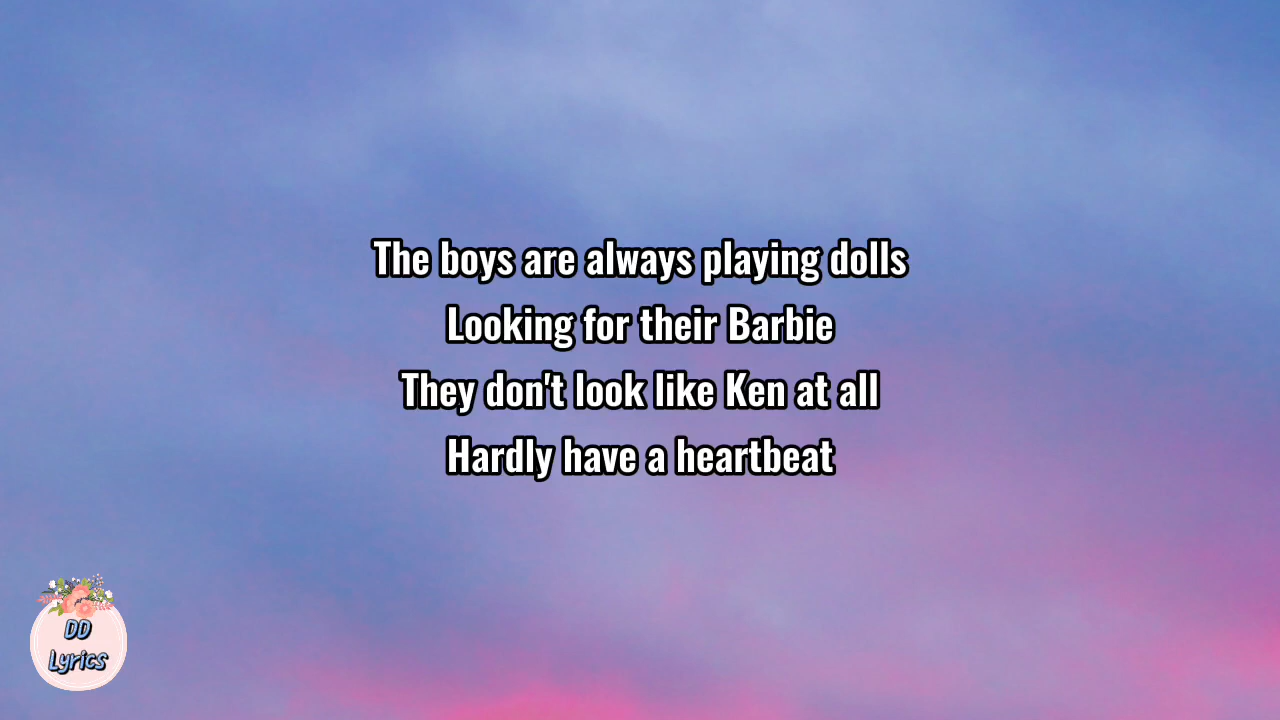 The boys are always playing dolls
Looking for their Barbie
They don't look like Ken at all
Hardly have a heartbeat
DD
Lyrics